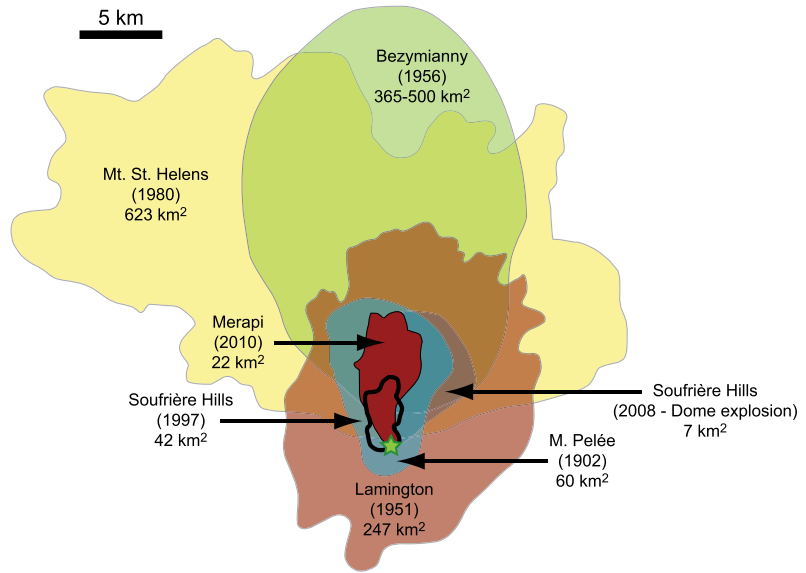 5 km
Bezymianny
(1956)
365-500 km²
Mt. St. Helens
(1980)
623 km²
Merapi
(2010)
22 km²
Soufrière Hills
(1997)
42 km²
Soufrière Hills
(2008 - Dome explosion)
7 km²
M. Pelée
(1902)
60 km²
Lamington
(1951)
247 km²